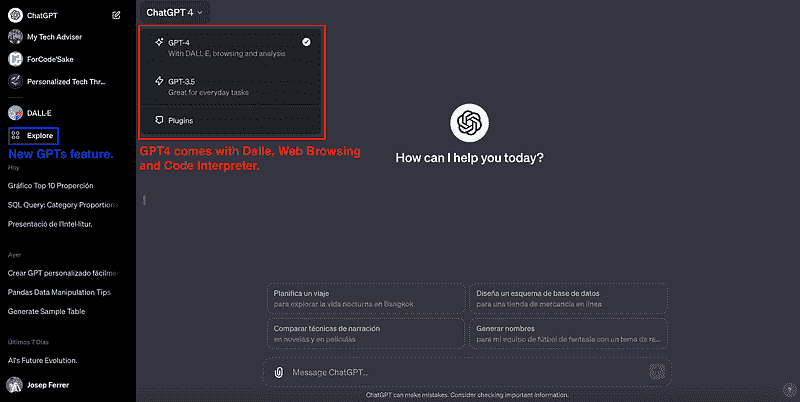 ChatGPT
My Tech Adviser
ForCode'Sake
Personalized Tech Thr...
DALL·E
Explore
New GPTs feature.
Hoy
Gráfico Top 10 Proporción
SQL Query: Category Proportions
Presentació de l'Intel·litur.
Ayer
Crear GPT personalizado fácilmen
Pandas Data Manipulation Tips
Generate Sample Table
Últimos 7 Días
AI's Future Evolution.
Josep Ferrer
ChatGPT 4
GPT-4
With DALL·E, browsing and analysis
GPT-3.5
Great for everyday tasks
Plugins
GPT4 comes with Dalle, Web Browsing
and Code Interpreter.
How can I help you today?
Planifica un viaje
para explorar la vida nocturna en Bangkok
Diseña un esquema de base de datos
para una tienda de mercancía en línea
Comparar técnicas de narración
en novelas y en películas
Generar nombres
para mi equipo de fútbol de fantasía con un tema de ra...
Message ChatGPT...
ChatGPT can make mistakes. Consider checking important information.
?